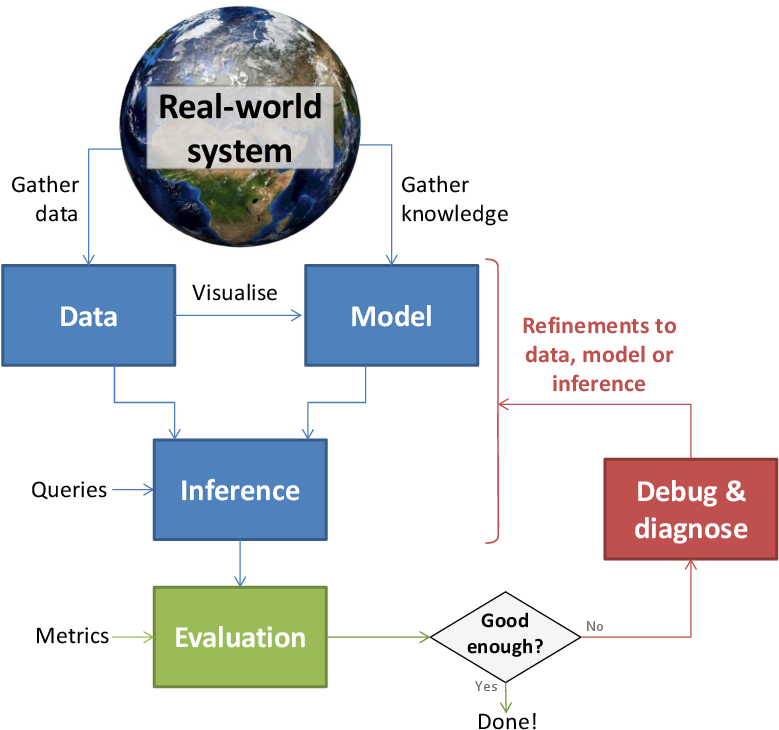 Real-world
system
Gather
data
Gather
knowledge
Data
Visualise
Model
Refinements to
data, model or
inference
Queries
Inference
Debug &
diagnose
Metrics
Evaluation
Good
enough?
No
Yes
Done!